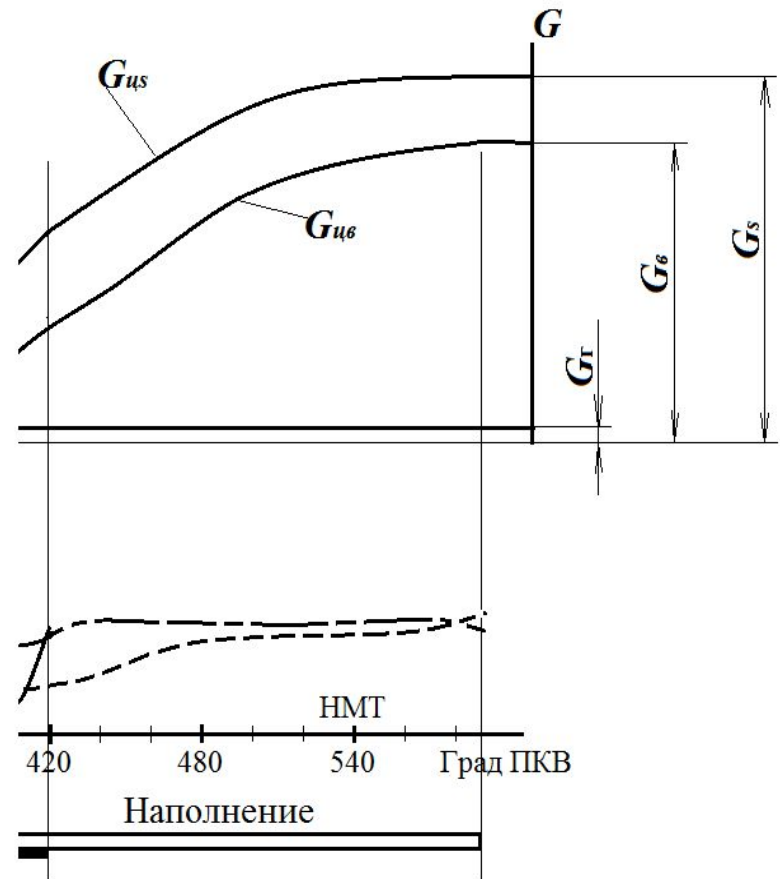 G
Gцs
Gцв
Gs
Gв
Gг
НМТ
420 480 540 Град ПКВ
Наполнение